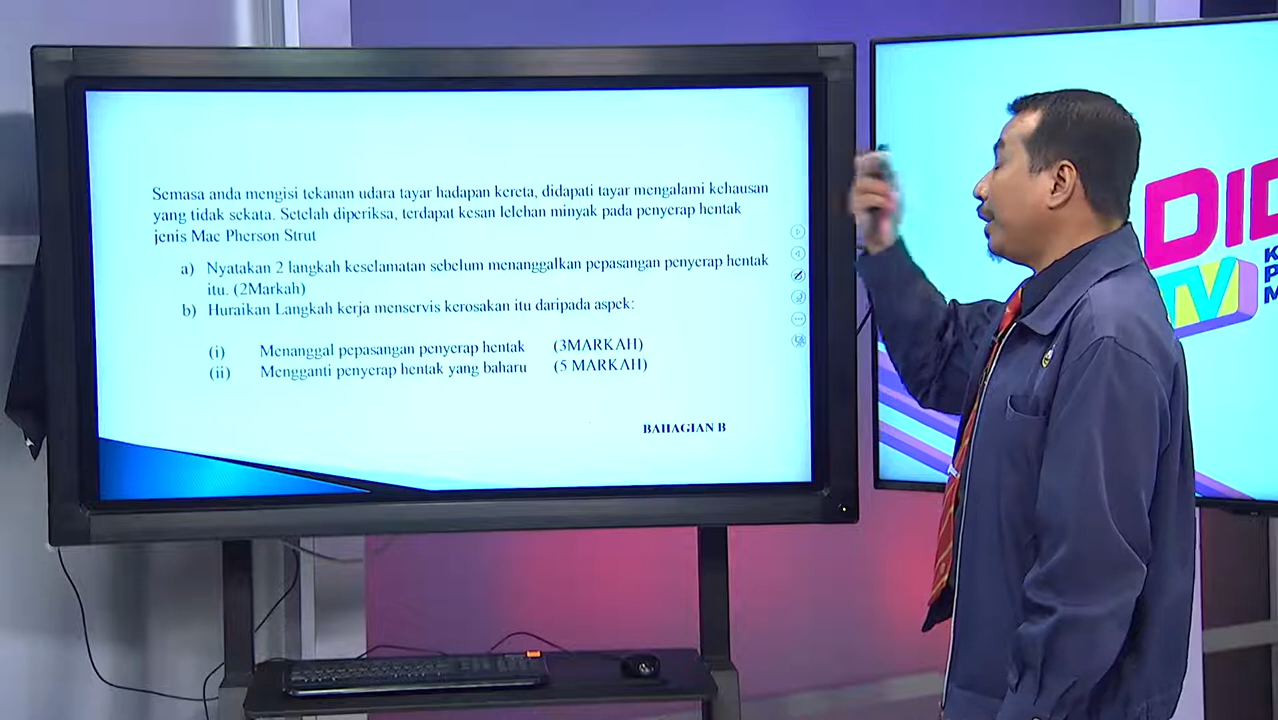 Semasa anda mengisi tekanan udara tayar hadapan kereta, didapati tayar mengalami kehausan
yang tidak sekata. Setelah diperiksa, terdapat kesan lelehan minyak pada penyerap hentak
jenis Mac Pherson Strut
a) Nyatakan 2 langkah keselamatan sebelum menanggalkan pepasangan penyerap hentak
itu. (2Markah)
b) Huraikan Langkah kerja menservis kerosakan itu daripada aspek:
(i) Menanggal pepasangan penyerap hentak (3MARKAH)
(ii) Mengganti penyerap hentak yang baharu (5 MARKAH)
BAHAGIAN B
DID
TV
K
P
M